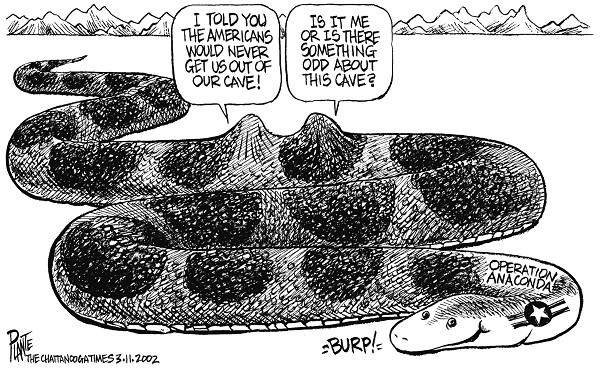 I TOLD YOU
THE AMERICANS
WOULD NEVER
GET US OUT OF
OUR CAVE!
IS IT ME
OR IS THERE
SOMETHING
ODD ABOUT
THIS CAVE?
OPERATION
ANACONDA
=BURP!=
PLANTE
THE CHATTANOOGA TIMES 3.11.2002